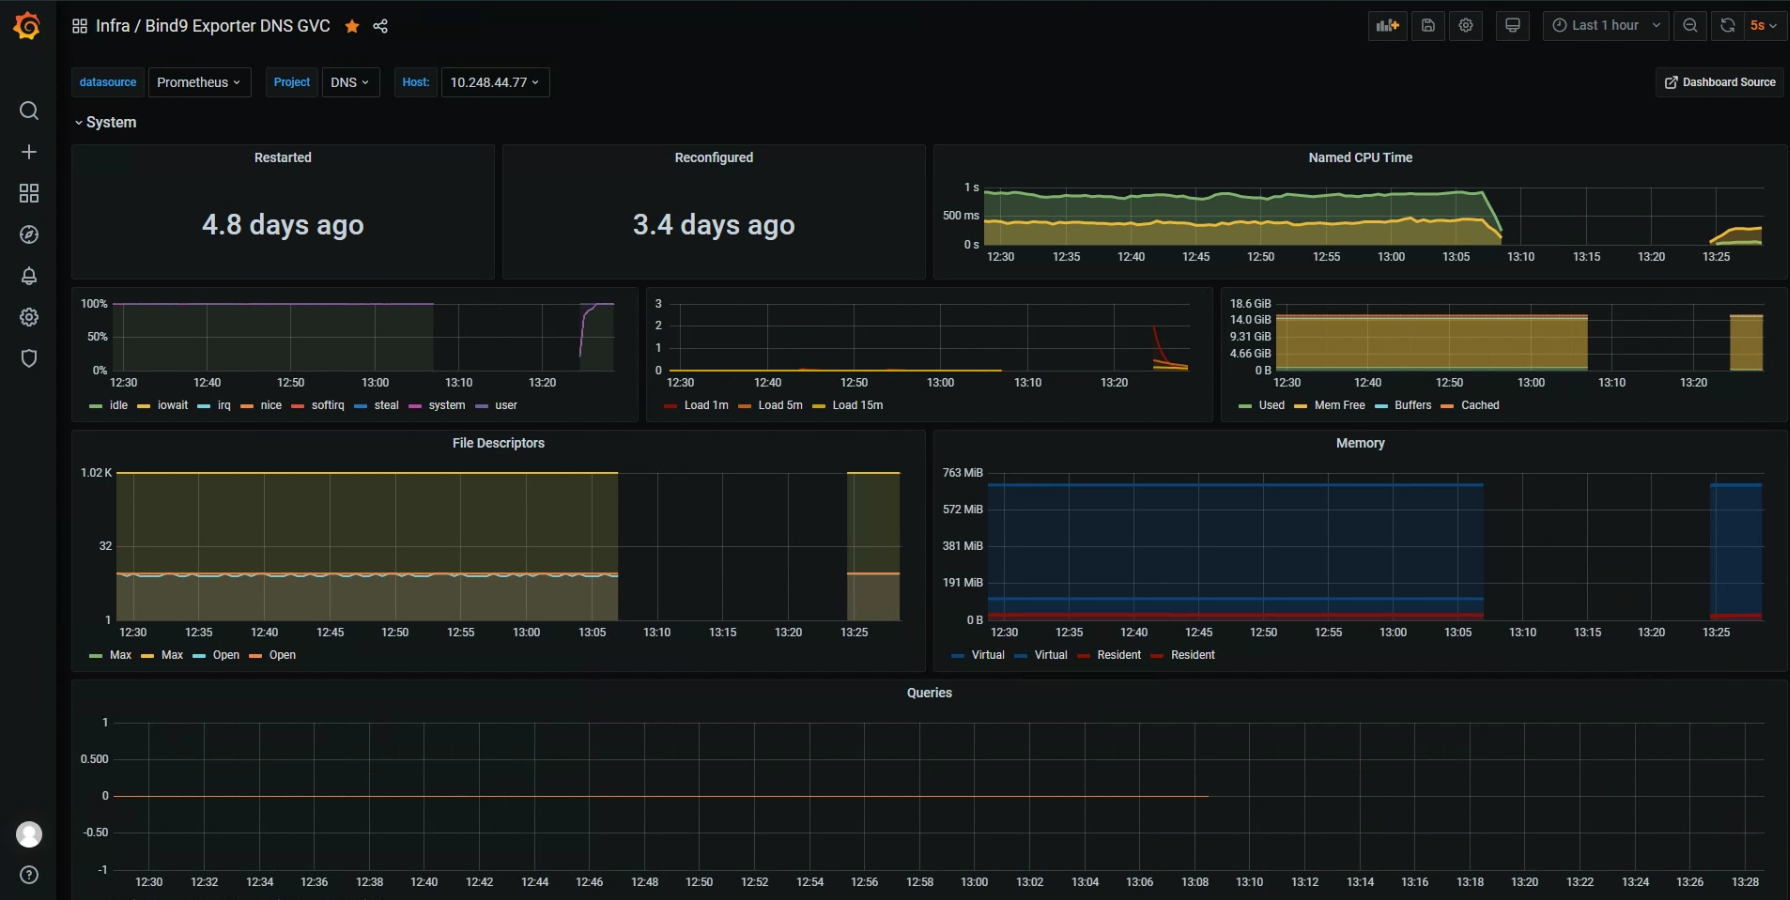 Infra / Bind9 Exporter DNS GVC
Last 1 hour
5s
datasource Prometheus Project DNS Host: 10.248.44.77
Dashboard Source
System
Restarted
4.8 days ago
Reconfigured
3.4 days ago
Named CPU Time
1 s
500 ms
0 s
12:30 12:35 12:40 12:45 12:50 12:55 13:00 13:05 13:10 13:15 13:20 13:25
100%
50%
0%
12:30 12:40 12:50 13:00 13:10 13:20
idle iowait irq nice softirq steal system user
3
2
1
0
12:30 12:40 12:50 13:00 13:10 13:20
Load 1m Load 5m Load 15m
18.6 GiB
14.0 GiB
9.31 GiB
4.66 GiB
0 B
12:30 12:40 12:50 13:00 13:10 13:20
Used Mem Free Buffers Cached
File Descriptors
1.02 K
32
1
12:30 12:35 12:40 12:45 12:50 12:55 13:00 13:05 13:10 13:15 13:20 13:25
Max Max Open Open
Memory
763 MiB
572 MiB
381 MiB
191 MiB
0 B
12:30 12:35 12:40 12:45 12:50 12:55 13:00 13:05 13:10 13:15 13:20 13:25
Virtual Virtual Resident Resident
Queries
1
0.500
0
-0.50
-1
12:30 12:32 12:34 12:36 12:38 12:40 12:42 12:44 12:46 12:48 12:50 12:52 12:54 12:56 12:58 13:00 13:02 13:04 13:06 13:08 13:10 13:12 13:14 13:16 13:18 13:20 13:22 13:24 13:26 13:28